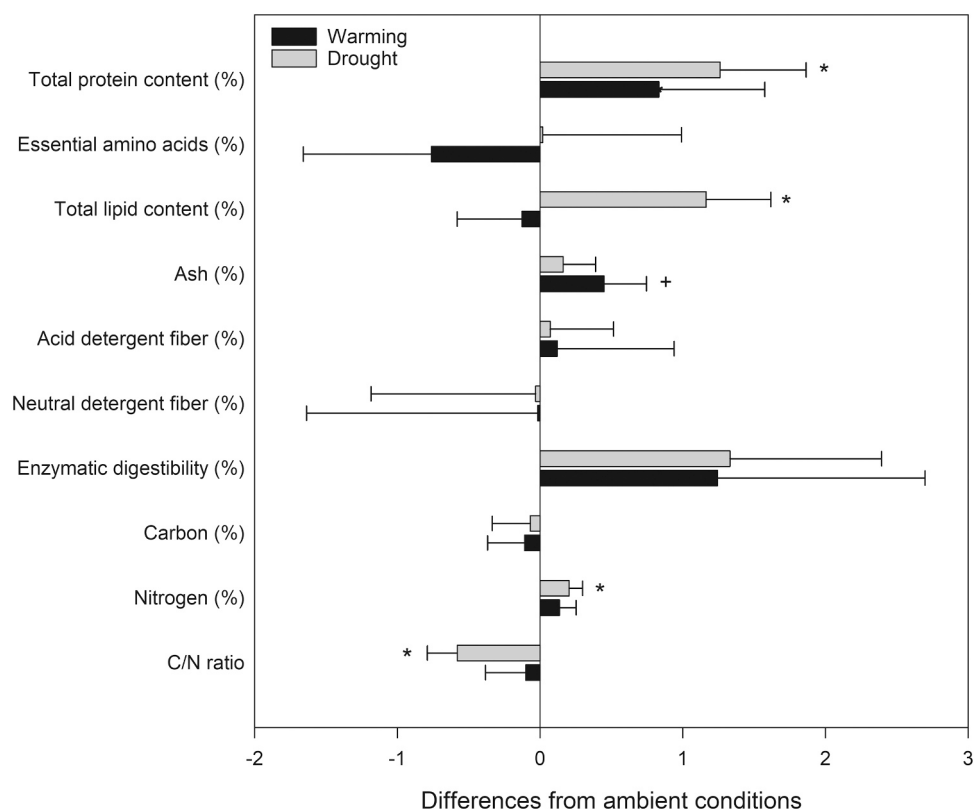 Warming
Drought
Total protein content (%)
*
Essential amino acids (%)
Total lipid content (%)
*
Ash (%)
+
Acid detergent fiber (%)
Neutral detergent fiber (%)
Enzymatic digestibility (%)
Carbon (%)
Nitrogen (%)
*
C/N ratio
*
-2 -1 0 1 2 3
Differences from ambient conditions